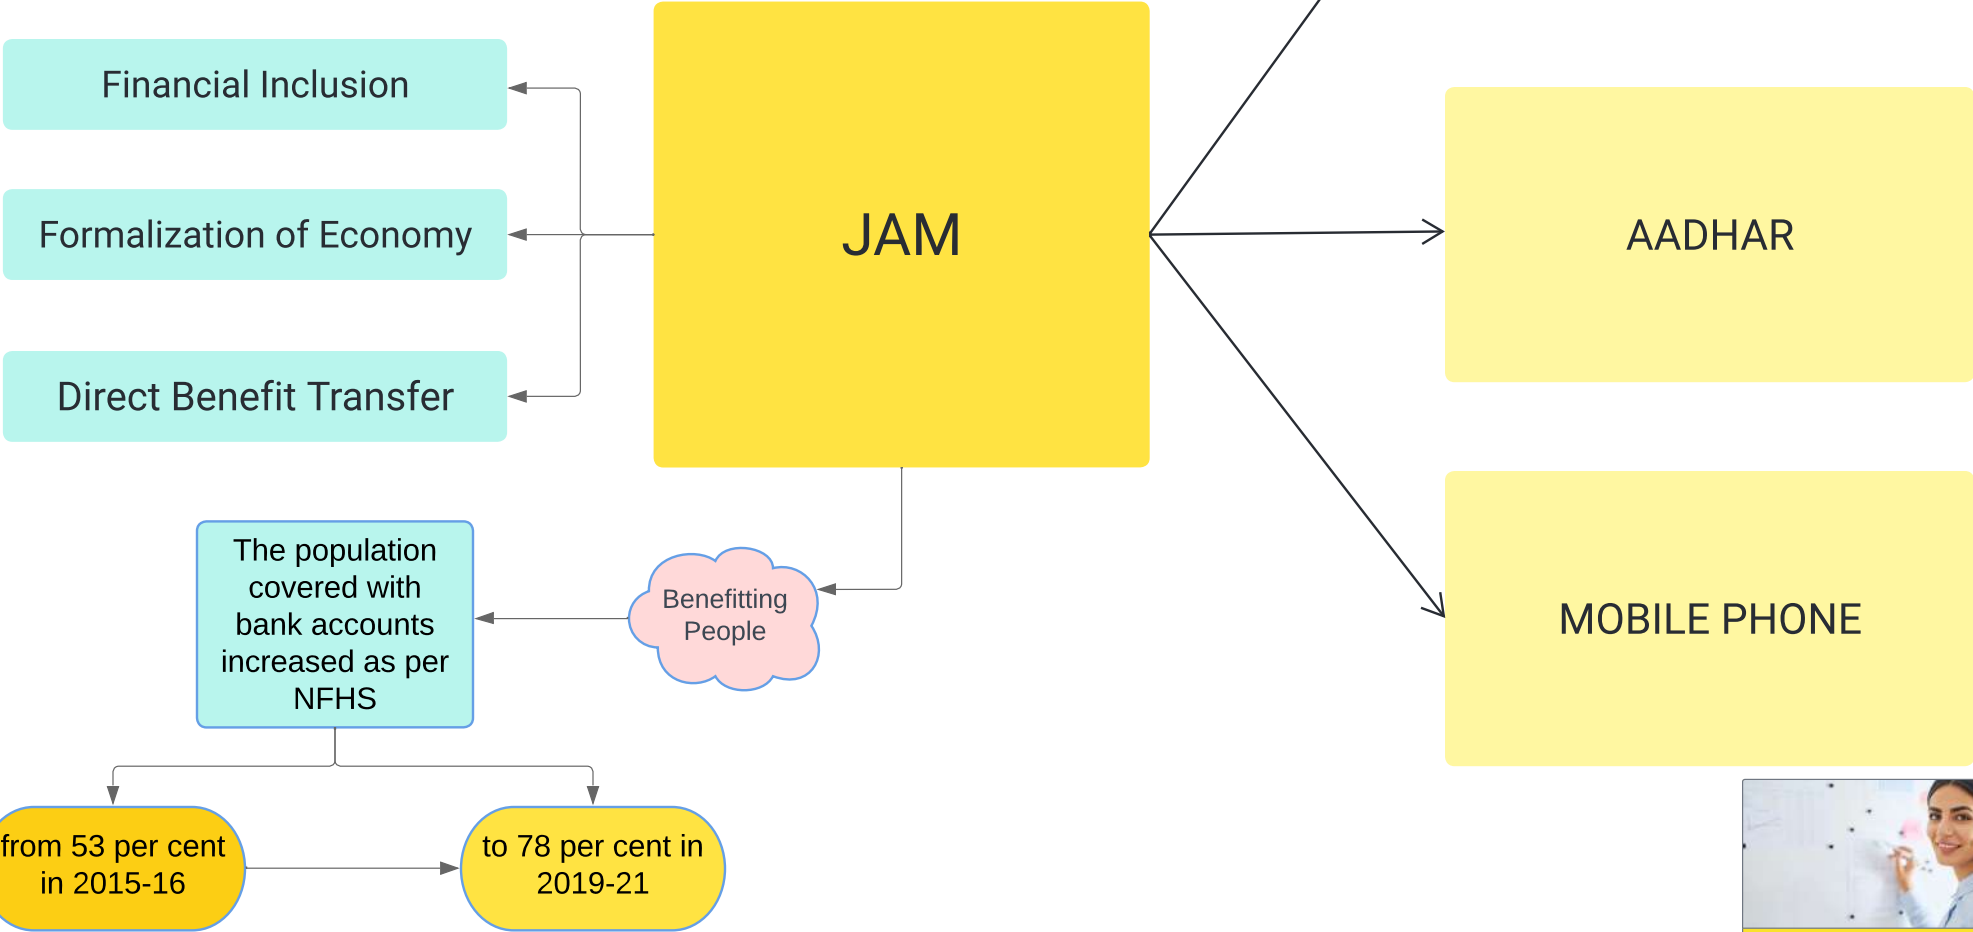 Financial Inclusion
Formalization of Economy
Direct Benefit Transfer
JAM
AADHAR
MOBILE PHONE
Benefitting
People
The population
covered with
bank accounts
increased as per
NFHS
from 53 per cent
in 2015-16
to 78 per cent in
2019-21